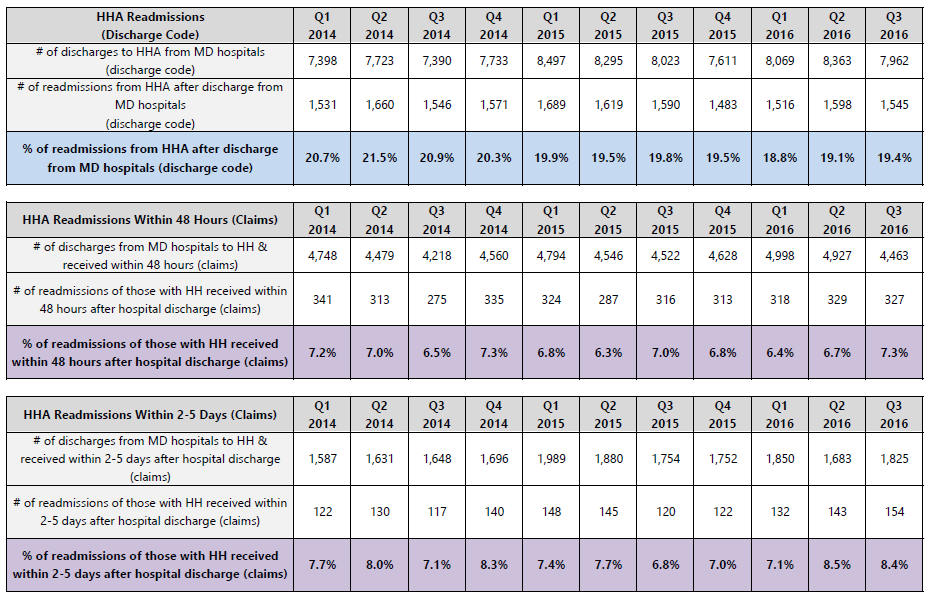 HHA Readmissions
(Discharge Code)
Q1 Q2 Q3 Q4 Q1 Q2 Q3 Q4 Q1 Q2 Q3
2014 2014 2014 2014 2015 2015 2015 2015 2016 2016 2016
# of discharges to HHA from MD hospitals
(discharge code)
7,398 7,723 7,390 7,733 8,497 8,295 8,023 7,611 8,069 8,363 7,962
# of readmissions from HHA after discharge from
MD hospitals
(discharge code)
1,531 1,660 1,546 1,571 1,689 1,619 1,590 1,483 1,516 1,598 1,545
% of readmissions from HHA after discharge
from MD hospitals (discharge code)
20.7% 21.5% 20.9% 20.3% 19.9% 19.5% 19.8% 19.5% 18.8% 19.1% 19.4%
HHA Readmissions Within 48 Hours (Claims)
Q1 Q2 Q3 Q4 Q1 Q2 Q3 Q4 Q1 Q2 Q3
2014 2014 2014 2014 2015 2015 2015 2015 2016 2016 2016
# of discharges from MD hospitals to HH &
received within 48 hours (claims)
4,748 4,479 4,218 4,560 4,794 4,546 4,522 4,628 4,998 4,927 4,463
# of readmissions of those with HH received within
48 hours after hospital discharge (claims)
341 313 275 335 324 287 316 313 318 329 327
% of readmissions of those with HH received
within 48 hours after hospital discharge (claims)
7.2% 7.0% 6.5% 7.3% 6.8% 6.3% 7.0% 6.8% 6.4% 6.7% 7.3%
HHA Readmissions Within 2-5 Days (Claims)
Q1 Q2 Q3 Q4 Q1 Q2 Q3 Q4 Q1 Q2 Q3
2014 2014 2014 2014 2015 2015 2015 2015 2016 2016 2016
# of discharges from MD hospitals to HH &
received within 2-5 days after hospital discharge
(claims)
1,587 1,631 1,648 1,696 1,989 1,880 1,754 1,752 1,850 1,683 1,825
# of readmissions of those with HH received within
2-5 days after hospital discharge (claims)
122 130 117 140 148 145 120 122 132 143 154
% of readmissions of those with HH received
within 2-5 days after hospital discharge (claims)
7.7% 8.0% 7.1% 8.3% 7.4% 7.7% 6.8% 7.0% 7.1% 8.5% 8.4%